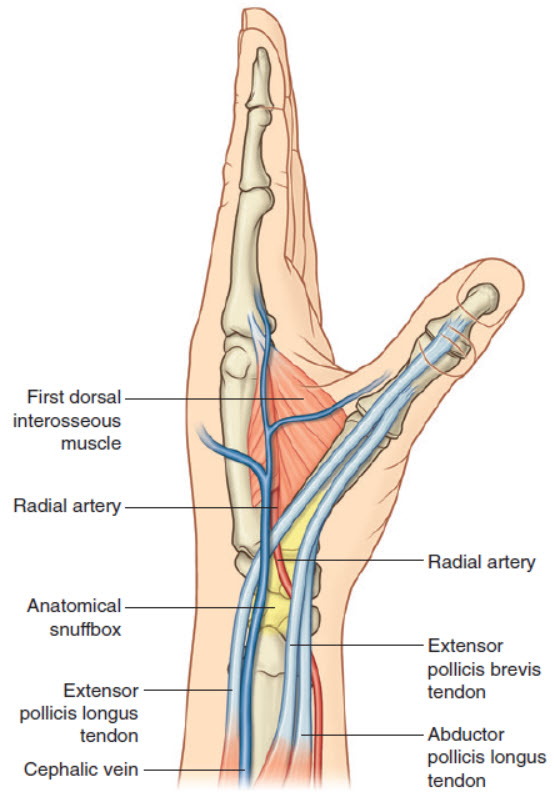 First dorsal
interosseous
muscle
Radial artery
Anatomical
snuffbox
Extensor
pollicis longus
tendon
Cephalic vein
Radial artery
Extensor
pollicis brevis
tendon
Abductor
pollicis longus
tendon